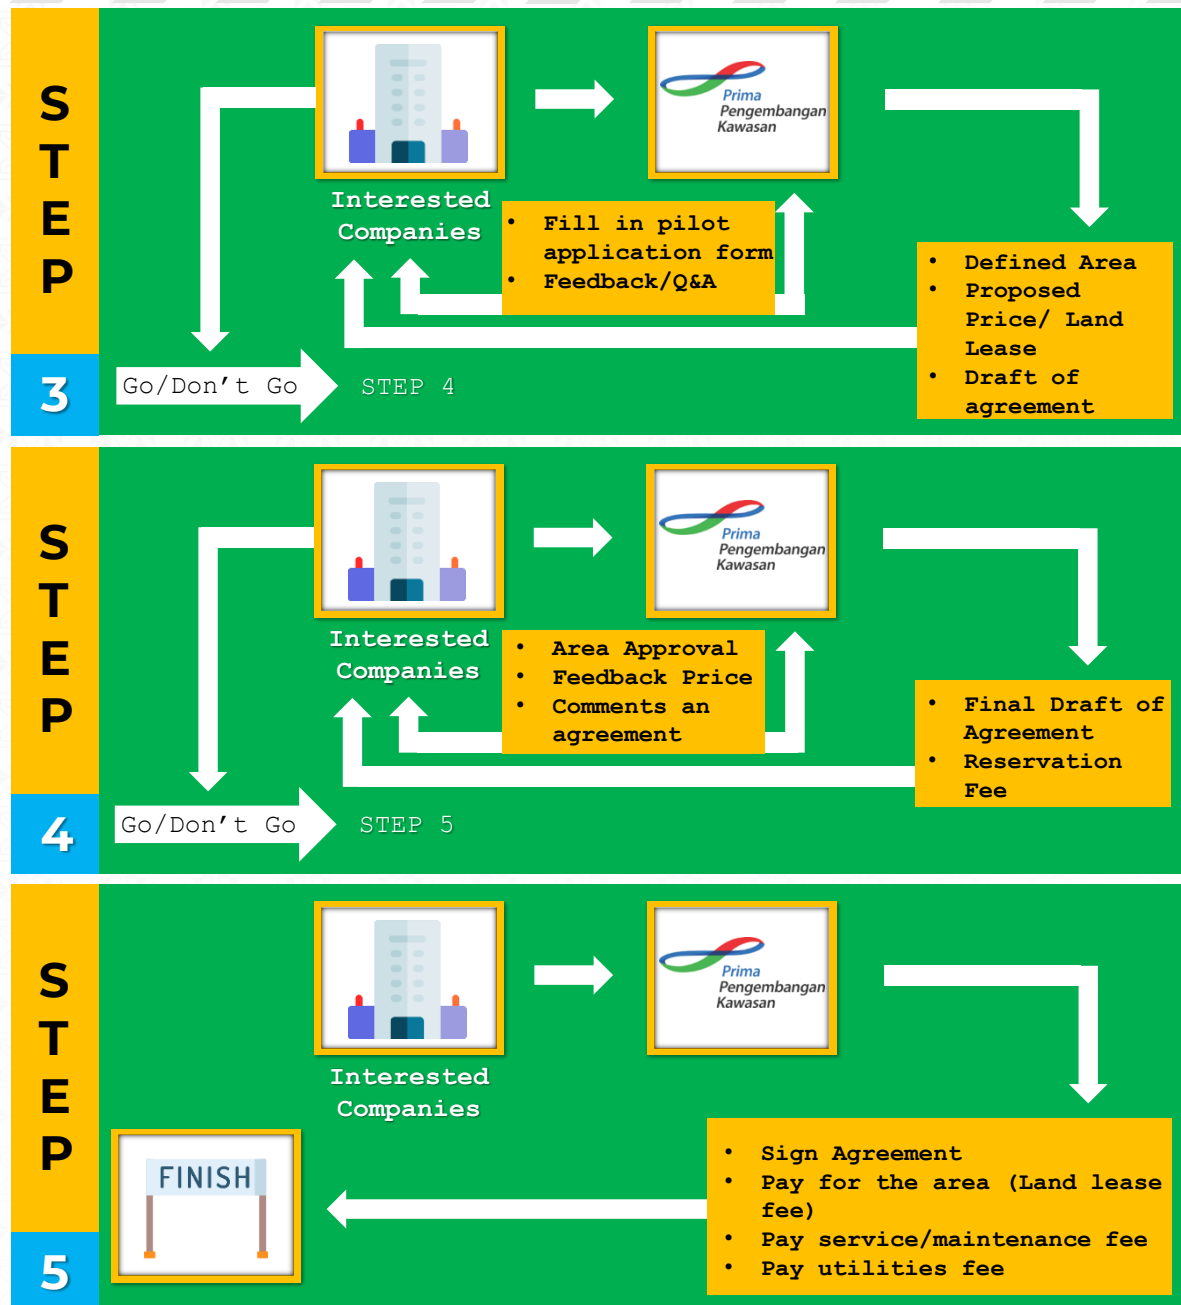 STEP
3
Prima
Pengembangan
Kawasan
Interested
Companies
• Fill in pilot
application form
• Feedback/Q&A
• Defined Area
• Proposed
Price/ Land
Lease
• Draft of
agreement
Go/Don't Go
STEP 4
STEP
4
Prima
Pengembangan
Kawasan
Interested
Companies
• Area Approval
• Feedback Price
• Comments an
agreement
• Final Draft of
Agreement
• Reservation
Fee
Go/Don't Go
STEP 5
STEP
5
Prima
Pengembangan
Kawasan
Interested
Companies
FINISH
• Sign Agreement
• Pay for the area (Land lease
fee)
• Pay service/maintenance fee
• Pay utilities fee